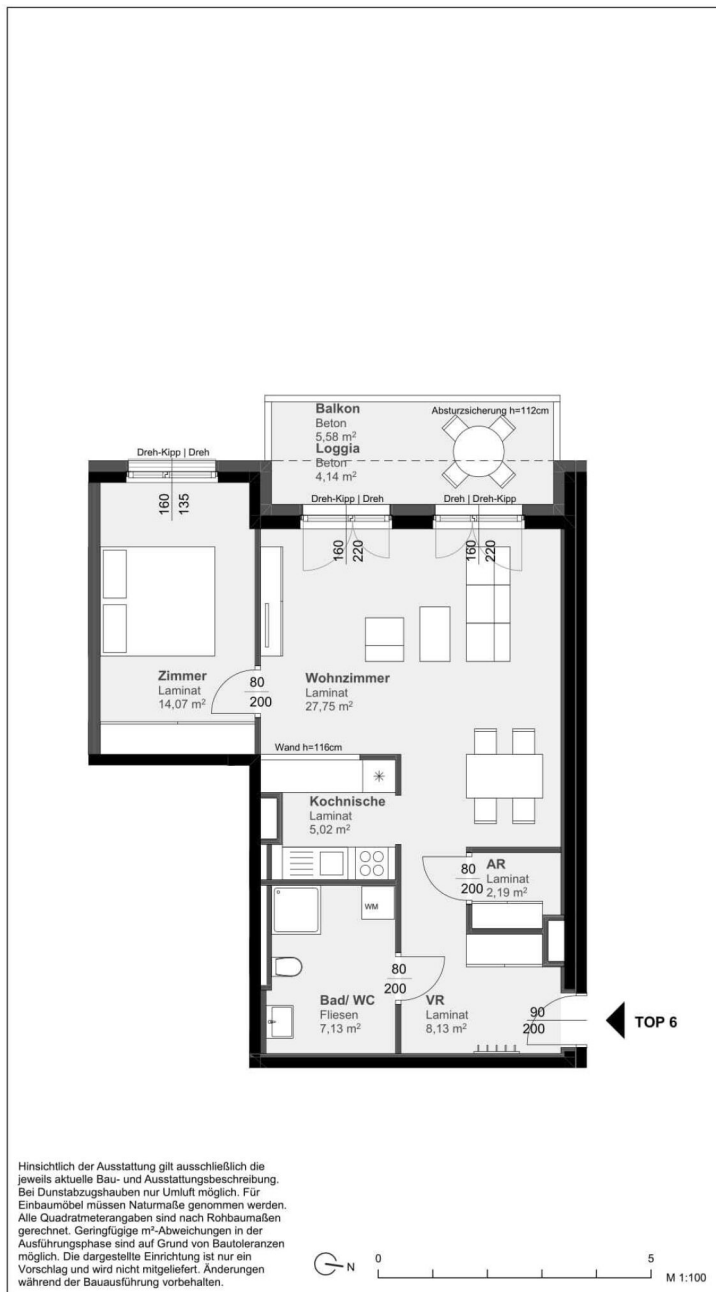 Balkon
Beton
5,58 m²
Absturzsicherung h=112cm
Loggia
Beton
4,14 m²
Dreh-Kipp | Dreh
160
135
Dreh-Kipp | Dreh
160
220
Dreh | Dreh-Kipp
160
220
Zimmer
Laminat
14,07 m²
80
200
Wohnzimmer
Laminat
27,75 m²
Wand h=116cm
Kochnische
Laminat
5,02 m²
80
200
AR
Laminat
2,19 m²
WM
Bad/ WC
Fliesen
7,13 m²
80
200
VR
Laminat
8,13 m²
90
200
TOP 6
Hinsichtlich der Ausstattung gilt ausschließlich die
jeweils aktuelle Bau- und Ausstattungsbeschreibung.
Bei Dunstabzugshauben nur Umluft möglich. Für
Einbaumöbel müssen Naturmaße genommen werden.
Alle Quadratmeterangaben sind nach Rohbaumaßen
gerechnet. Geringfügige m²-Abweichungen in der
Ausführungsphase sind auf Grund von Bautoleranzen
möglich. Die dargestellte Einrichtung ist nur ein
Vorschlag und wird nicht mitgeliefert. Änderungen
während der Bauausführung vorbehalten.
N
0
5
M 1:100